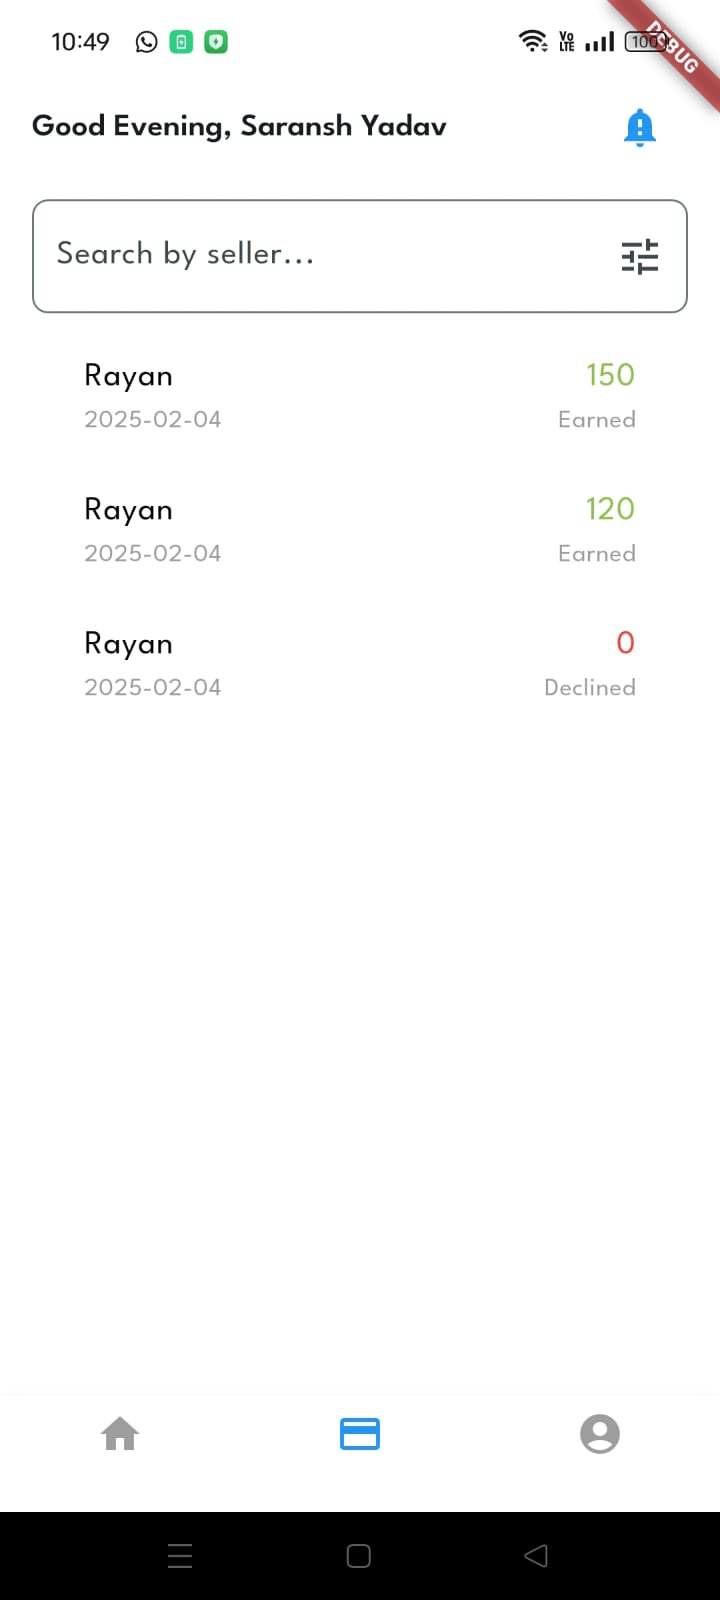 10:49
Vo LTE
100
DEBUG
Good Evening, Saransh Yadav
Search by seller...
Rayan 150
2025-02-04 Earned
Rayan 120
2025-02-04 Earned
Rayan 0
2025-02-04 Declined